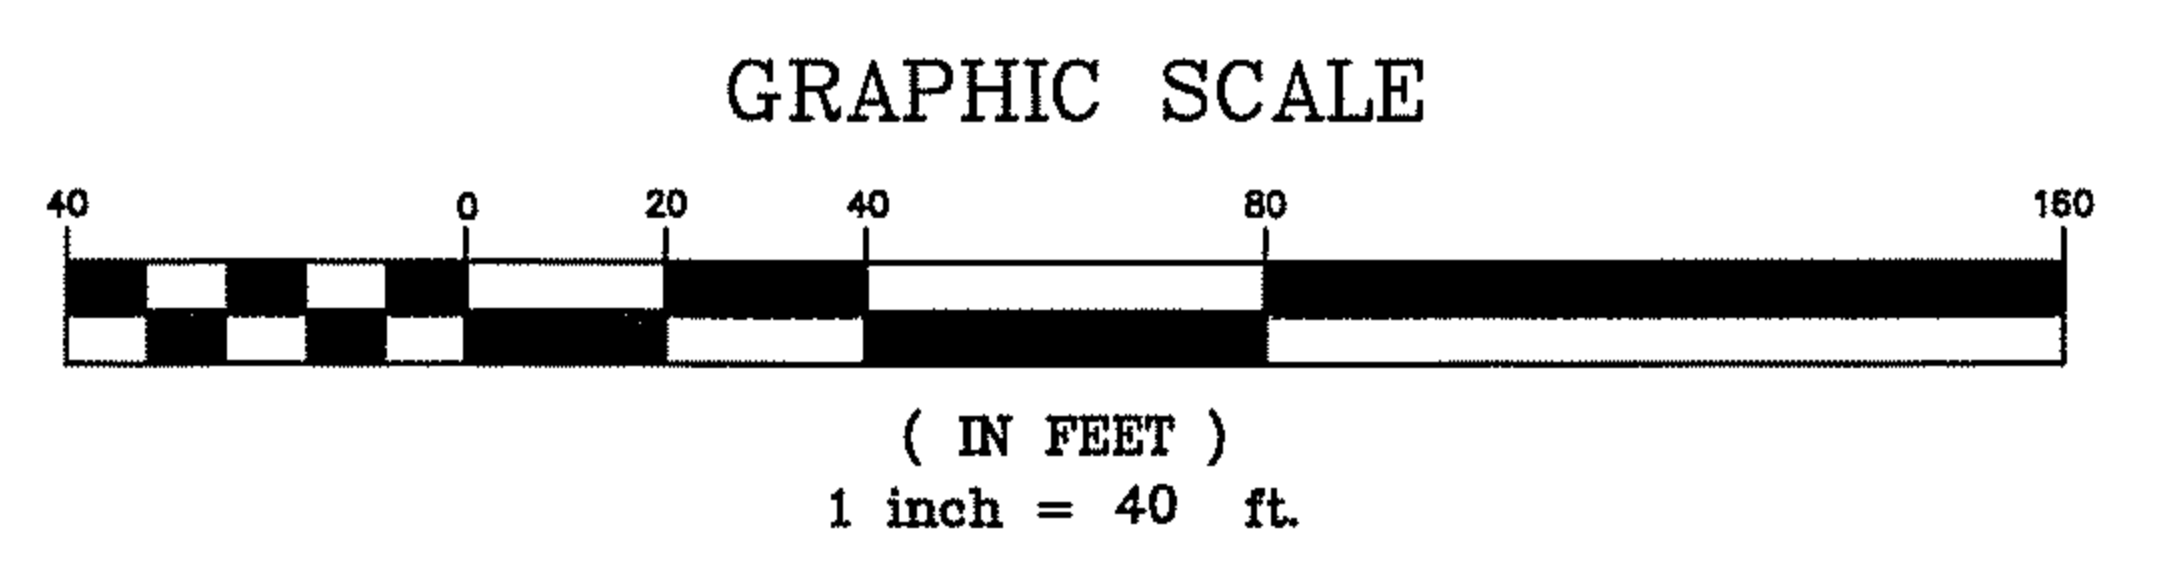 GRAPHIC SCALE
40 0 20 40 80 160
( IN FEET )
1 inch = 40 ft.